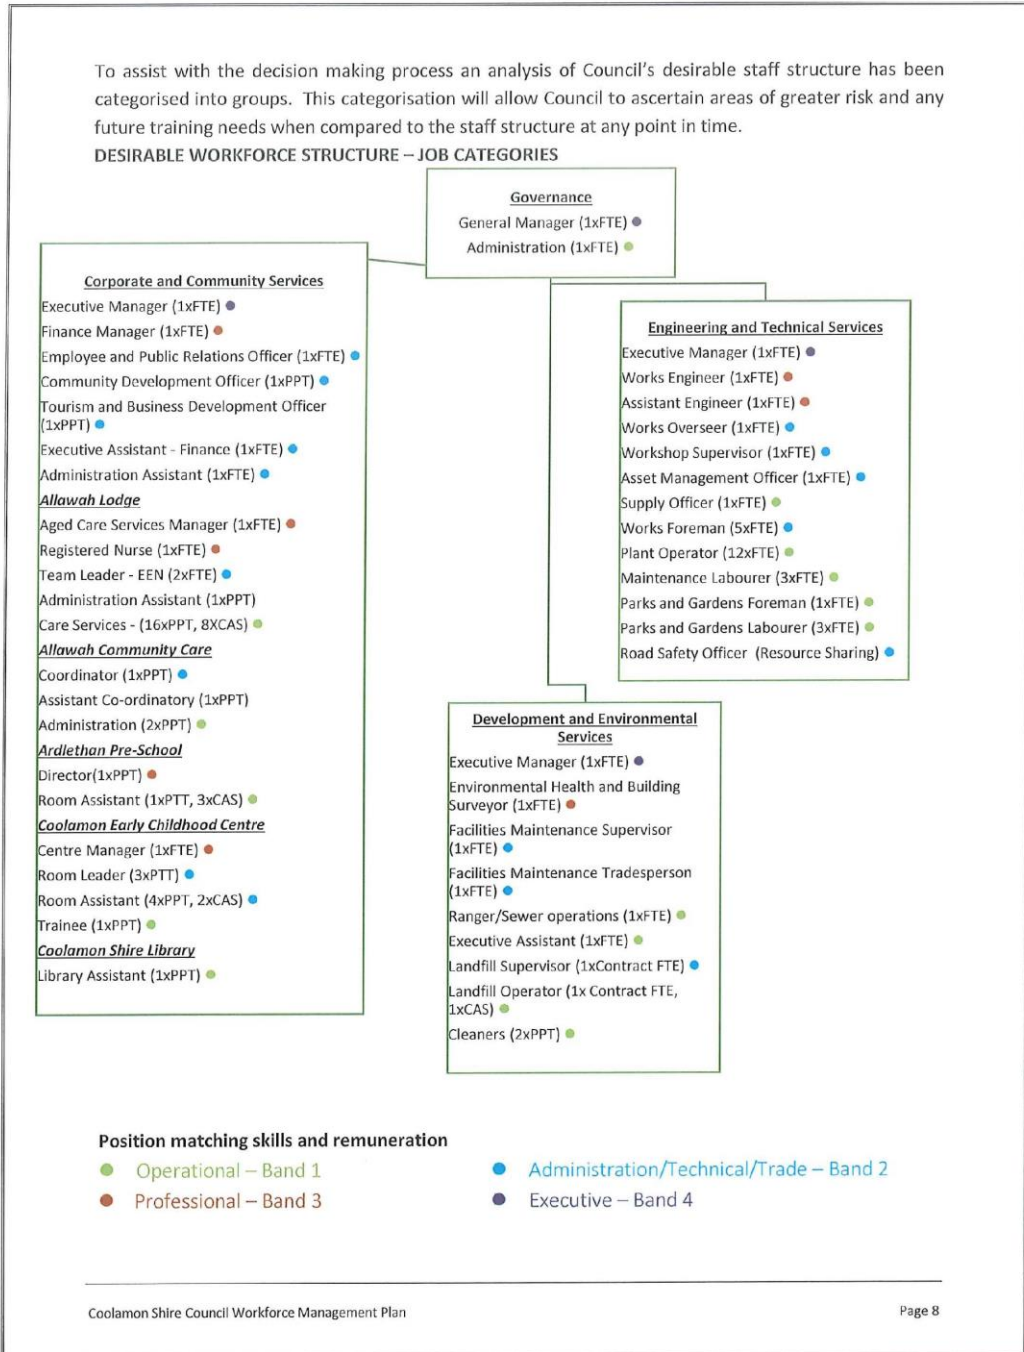 To assist with the decision making process an analysis of Council's desirable staff structure has been
categorised into groups. This categorisation will allow Council to ascertain areas of greater risk and any
future training needs when compared to the staff structure at any point in time.
DESIRABLE WORKFORCE STRUCTURE – JOB CATEGORIES
Governance
General Manager (1xFTE)
Administration (1xFTE)
Corporate and Community Services
Executive Manager (1xFTE)
Finance Manager (1xFTE)
Employee and Public Relations Officer (1xFTE)
Community Development Officer (1xPPT)
Tourism and Business Development Officer
(1xPPT)
Executive Assistant - Finance (1xFTE)
Administration Assistant (1xFTE)
Allawah Lodge
Aged Care Services Manager (1xFTE)
Registered Nurse (1xFTE)
Team Leader - EEN (2xFTE)
Administration Assistant (1xPPT)
Care Services - (16xPPT, 8XCAS)
Allawah Community Care
Coordinator (1xPPT)
Assistant Co-ordinatory (1xPPT)
Administration (2xPPT)
Ardlethan Pre-School
Director(1xPPT)
Room Assistant (1xPTT, 3xCAS)
Coolamon Early Childhood Centre
Centre Manager (1xFTE)
Room Leader (3xPTT)
Room Assistant (4xPPT, 2xCAS)
Trainee (1xPPT)
Coolamon Shire Library
Library Assistant (1xPPT)
Engineering and Technical Services
Executive Manager (1xFTE)
Works Engineer (1xFTE)
Assistant Engineer (1xFTE)
Works Overseer (1xFTE)
Workshop Supervisor (1xFTE)
Asset Management Officer (1xFTE)
Supply Officer (1xFTE)
Works Foreman (5xFTE)
Plant Operator (12xFTE)
Maintenance Labourer (3xFTE)
Parks and Gardens Foreman (1xFTE)
Parks and Gardens Labourer (3xFTE)
Road Safety Officer (Resource Sharing)
Development and Environmental
Services
Executive Manager (1xFTE)
Environmental Health and Building
Surveyor (1xFTE)
Facilities Maintenance Supervisor
(1xFTE)
Facilities Maintenance Tradesperson
(1xFTE)
Ranger/Sewer operations (1xFTE)
Executive Assistant (1xFTE)
Landfill Supervisor (1xContract FTE)
Landfill Operator (1x Contract FTE,
1xCAS)
Cleaners (2xPPT)
Position matching skills and remuneration
Operational – Band 1
Administration/Technical/Trade – Band 2
Professional – Band 3
Executive – Band 4
Coolamon Shire Council Workforce Management Plan
Page 8